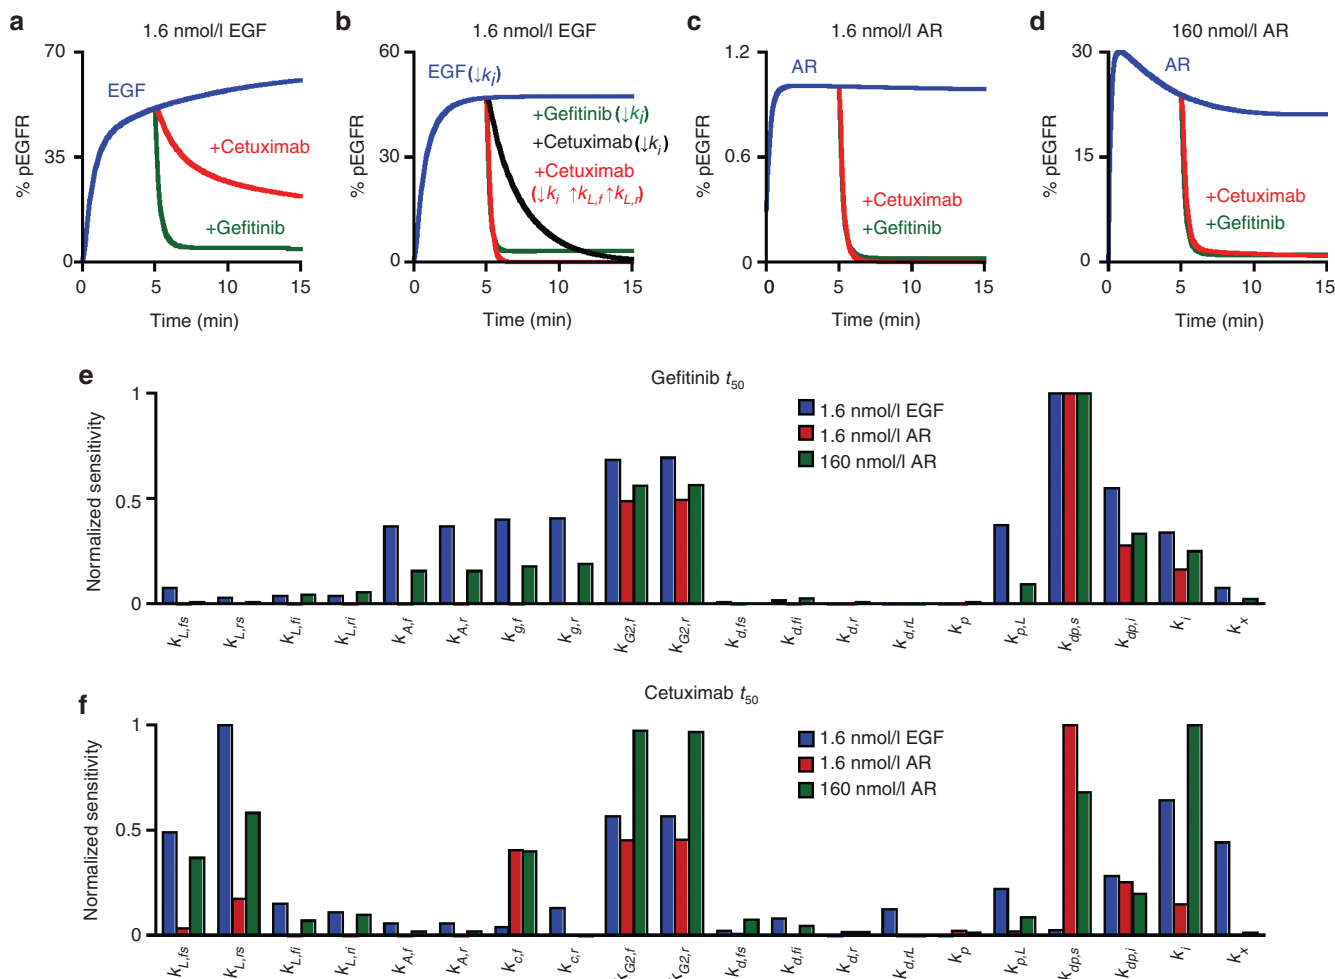 a
1.6 nmol/l EGF
70
35
0
% pEGFR
EGF
+Cetuximab
+Gefitinib
0 5 10 15
Time (min)
b
1.6 nmol/l EGF
60
30
0
% pEGFR
EGF(↓ki)
+Gefitinib(↓ki)
+Cetuximab(↓ki)
+Cetuximab
(↓ki ↑kL,f↑kL,r)
0 5 10 15
Time (min)
c
1.6 nmol/l AR
1.2
0.6
0
% pEGFR
AR
+Cetuximab
+Gefitinib
0 5 10 15
Time (min)
d
160 nmol/l AR
30
15
0
% pEGFR
AR
+Cetuximab
+Gefitinib
0 5 10 15
Time (min)
e
Gefitinib t50
1
0.5
0
Normalized sensitivity
1.6 nmol/l EGF
1.6 nmol/l AR
160 nmol/l AR
kL,fs kL,rs kL,fi kL,ri kA,f kA,r kg,f kg,r kG2,f kG2,r kd,fs kd,fi kd,r kd,rL kp kp,L kdp,s kdp,i ki kx
f
Cetuximab t50
1
0.5
0
Normalized sensitivity
1.6 nmol/l EGF
1.6 nmol/l AR
160 nmol/l AR
kL,fs kL,rs kL,fi kL,ri kA,f kA,r kc,f kc,r kG2,f kG2,r kd,fs kd,fi kd,r kd,rL kp kp,L kdp,s kdp,i ki kx